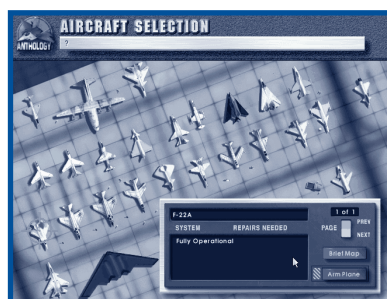 ANTHOLOGY
AIRCRAFT SELECTION
?
F-22A
SYSTEM REPAIRS NEEDED
Fully Operational
1 of 1
PAGE
PREV
NEXT
Brief Map
Arm Plane